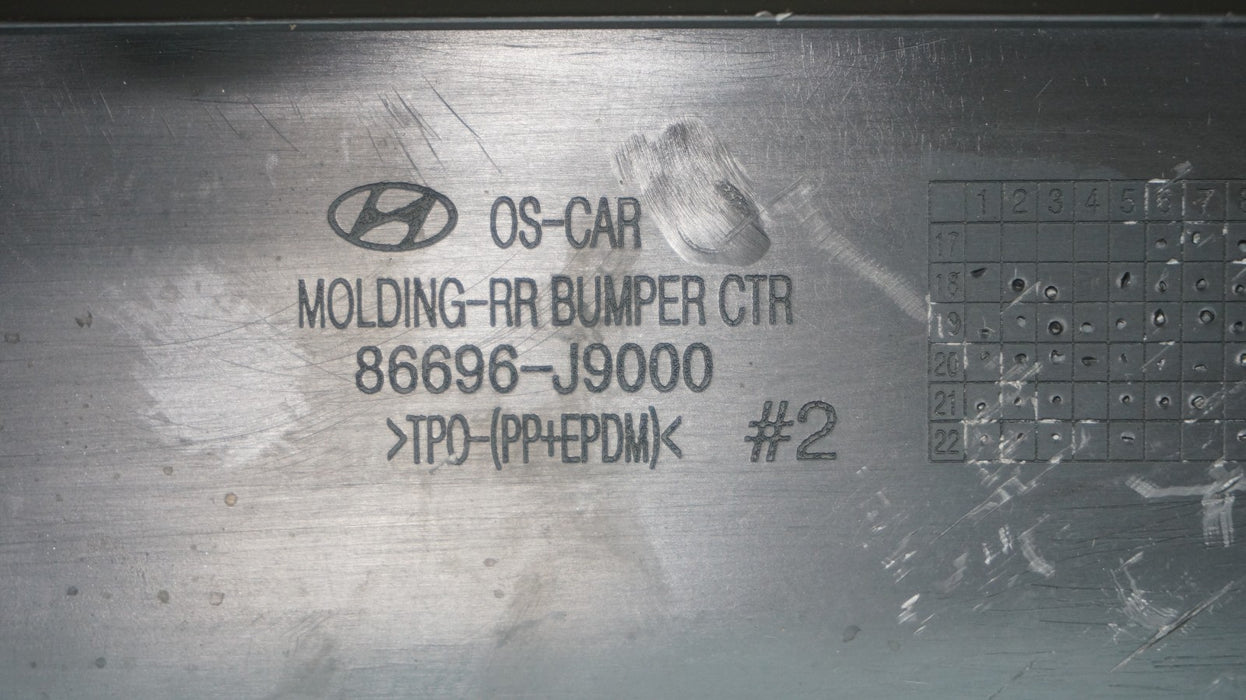 OS-CAR
MOLDING-RR BUMPER CTR
86696-J9000
>TPO-(PP+EPDM)<
#2
1 2 3 4 5 6 7 8
17
18
19
20
21
22